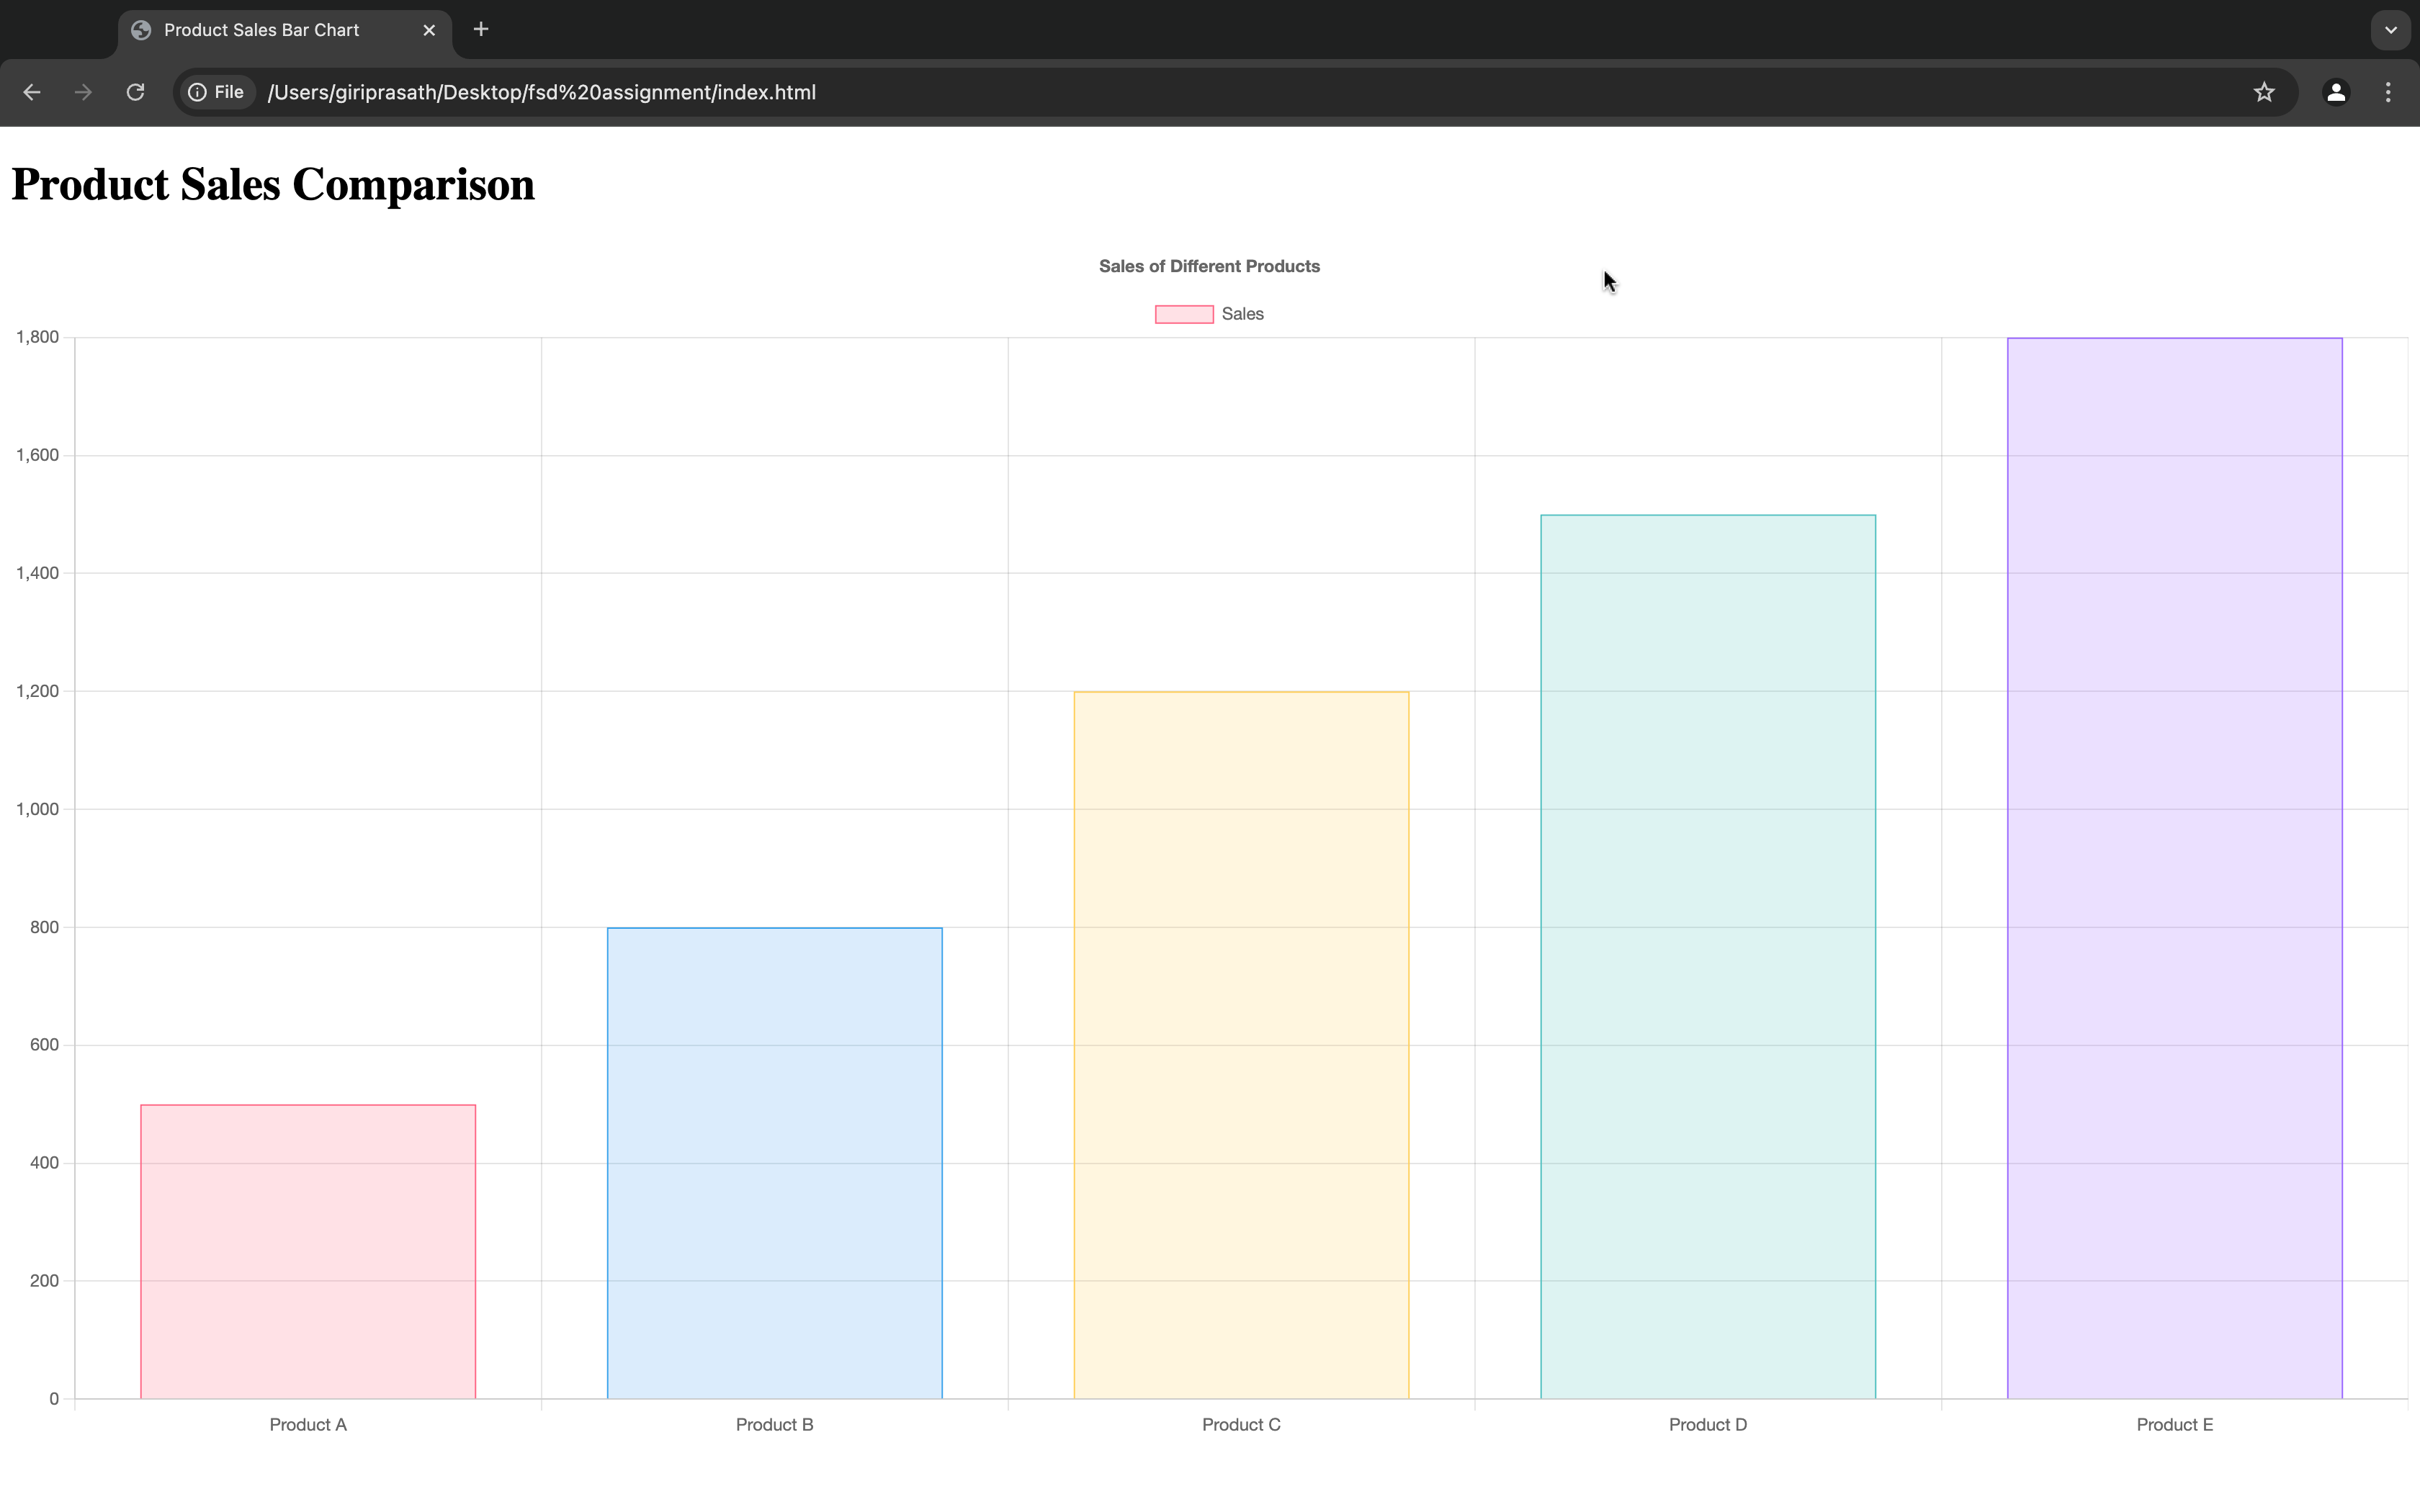 Product Sales Bar Chart
File /Users/giriprasath/Desktop/fsd%20assignment/index.html
Product Sales Comparison
Sales of Different Products
Sales
1,800
1,600
1,400
1,200
1,000
800
600
400
200
0
Product A Product B Product C Product D Product E